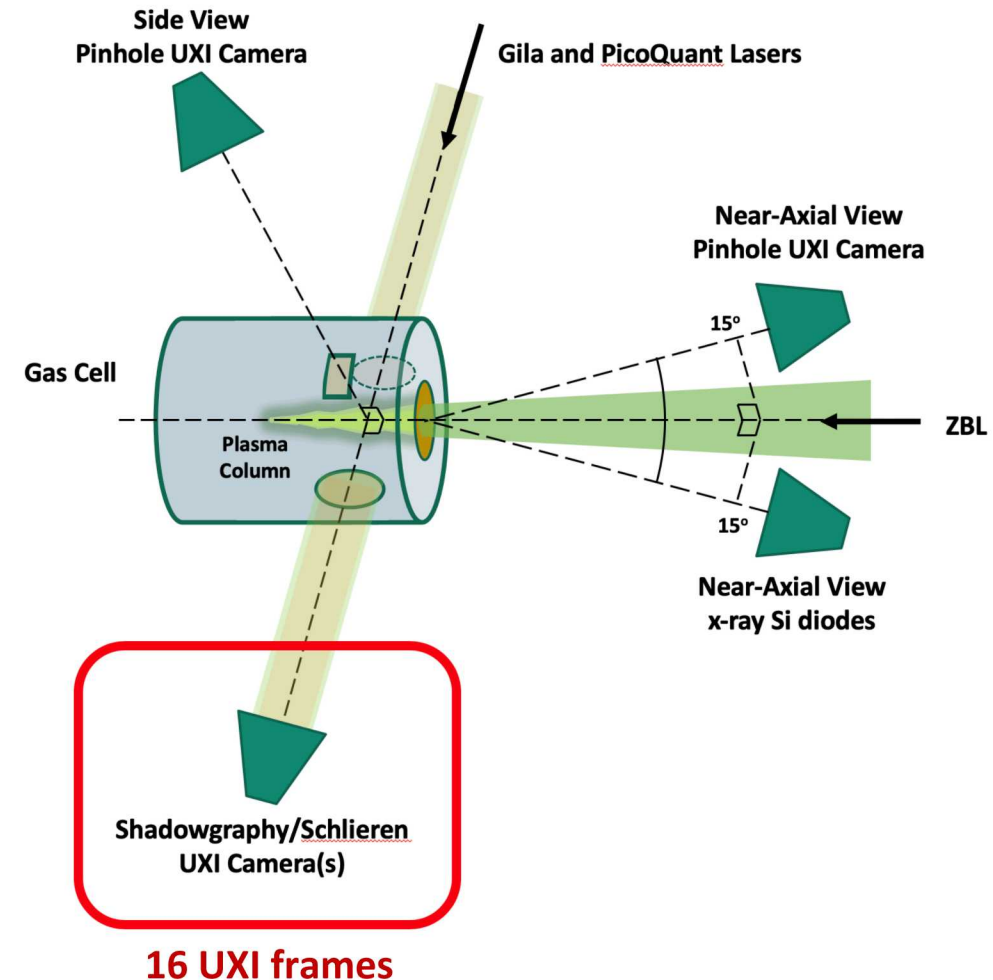 Side View
Pinhole UXI Camera
Gila and PicoQuant Lasers
Near-Axial View
Pinhole UXI Camera
15°
Gas Cell
Plasma
Column
ZBL
15°
Near-Axial View
x-ray Si diodes
Shadowgraphy/Schlieren
UXI Camera(s)
16 UXI frames